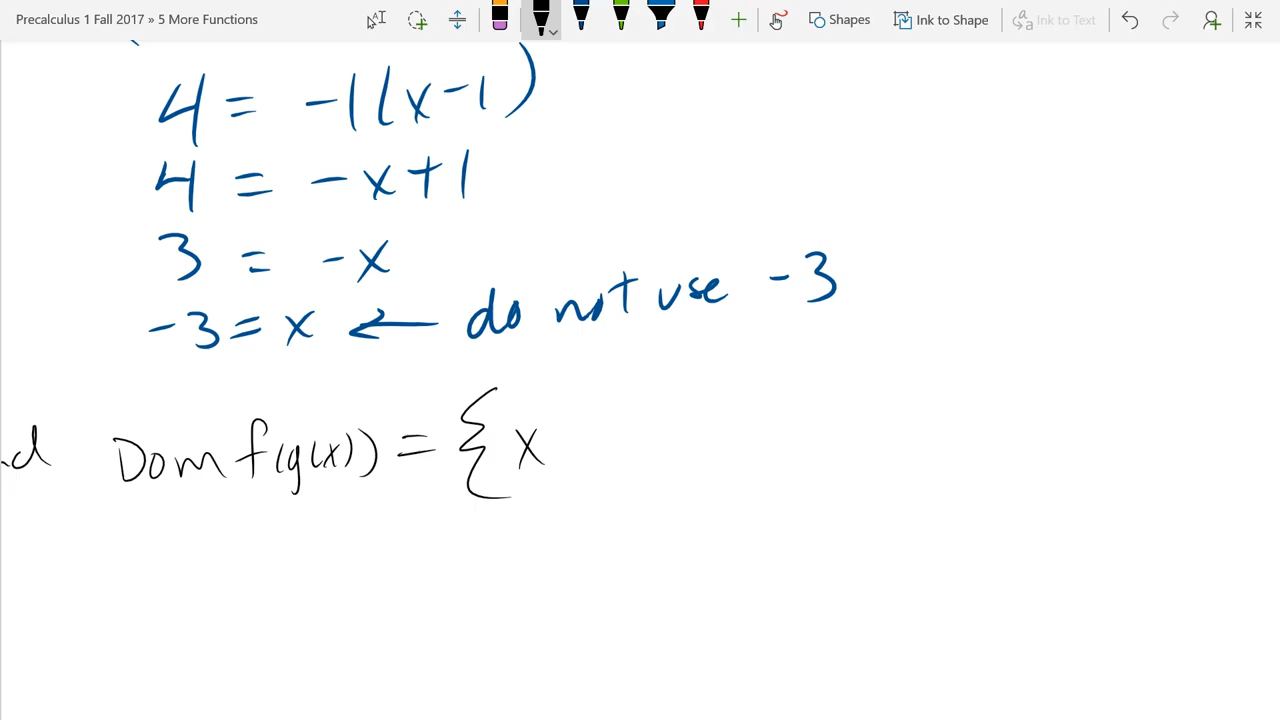 Precalculus 1 Fall 2017 » 5 More Functions
Shapes
Ink to Shape
Ink to Text
4 = -1(x-1)
4 = -x+1
3 = -x
-3 = x ← do not use -3
Dom f(g(x)) = { x